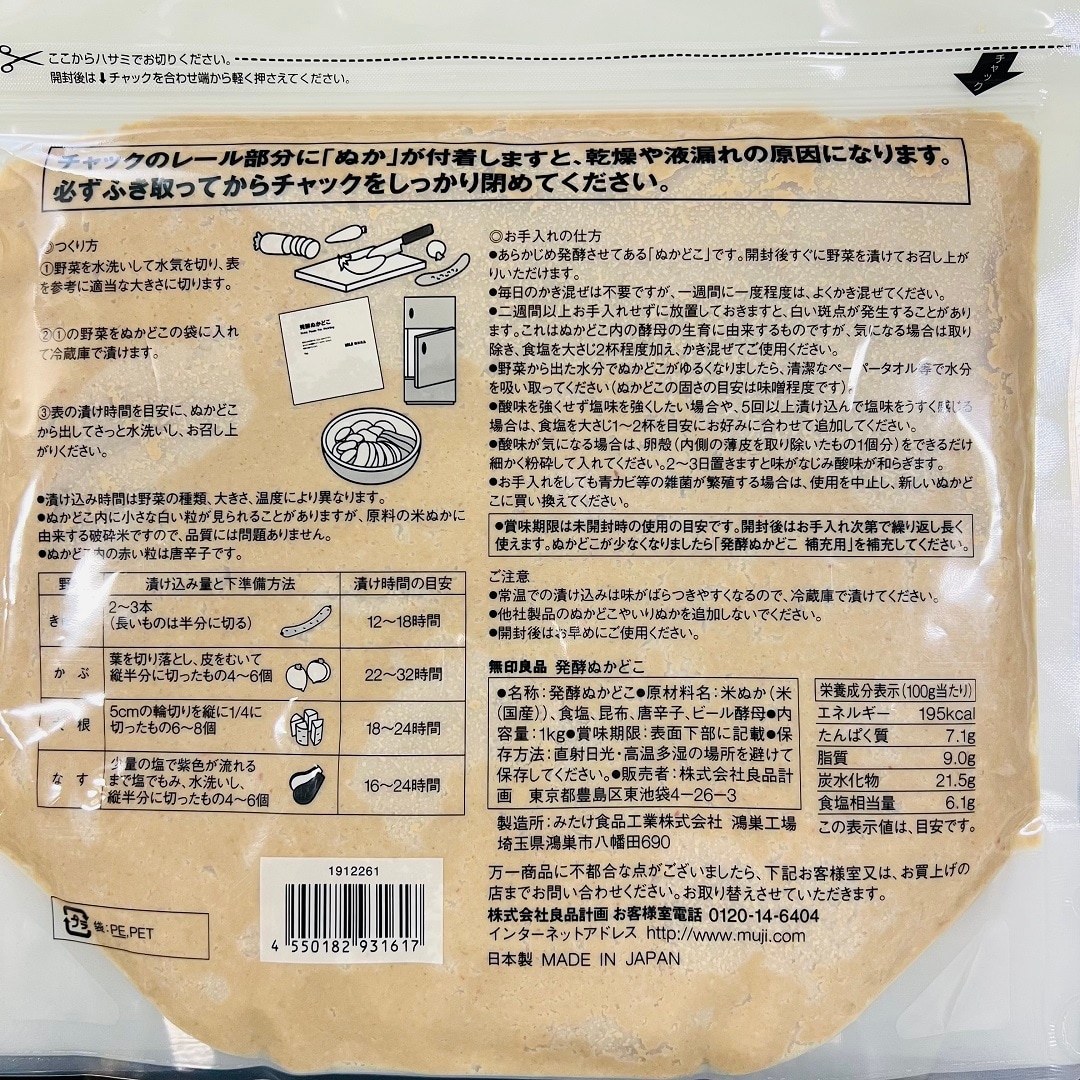 ここからハサミでお切りください。
開封後は⬇チャックを合わせ端から軽く押さえてください。
チャック
チャックのレール部分に「ぬか」が付着しますと、乾燥や液漏れの原因になります。
必ずふき取ってからチャックをしっかり閉めてください。
◎つくり方
①野菜を水洗いして水気を切り、表
を参考に適当な大きさに切ります。
②①の野菜をぬかどこの袋に入れ
て冷蔵庫で漬けます。
発酵ぬかどこ
③表の漬け時間を目安に、ぬかどこ
から出してさっと水洗いし、お召し上
がりください。
●漬け込み時間は野菜の種類、大きさ、温度により異なります。
●ぬかどこ内に小さな白い粒が見られることがありますが、原料の米ぬかに
由来する破砕米ですので、品質には問題ありません。
●ぬかどこ内の赤い粒は唐辛子です。
野 漬け込み量と下準備方法 漬け時間の目安
き 2〜3本
(長いものは半分に切る) 12〜18時間
かぶ 葉を切り落とし、皮をむいて
縦半分に切ったもの4〜6個 22〜32時間
根 5cmの輪切りを縦に1/4に
切ったもの6〜8個 18〜24時間
なす 少量の塩で紫色が流れる
まで塩でもみ、水洗いし、
縦半分に切ったもの4〜6個 16〜24時間
1912261
4 550182 931617
プラ 袋:PE,PET
◎お手入れの仕方
●あらかじめ発酵させてある「ぬかどこ」です。開封後すぐに野菜を漬けてお召し上が
りいただけます。
●毎日のかき混ぜは不要ですが、一週間に一度程度は、よくかき混ぜてください。
●二週間以上お手入れせずに放置しておきますと、白い斑点が発生することがあり
ます。これはぬかどこ内の酵母の生育に由来するものですが、気になる場合は取り
除き、食塩を大さじ2杯程度加え、かき混ぜてご使用ください。
●野菜から出た水分でぬかどこがゆるくなりましたら、清潔なペーパータオル等で水分
を吸い取ってください(ぬかどこの固さの目安は味噌程度です)。
●酸味を強くせず塩味を強くしたい場合や、5回以上漬け込んで塩味をうすく感じる
場合は、食塩を大さじ1〜2杯を目安にお好みに合わせて追加してください。
●酸味が気になる場合は、卵殻(内側の薄皮を取り除いたもの1個分)をできるだけ
細かく粉砕して入れてください。2〜3日置きますと味がなじみ酸味が和らぎます。
●お手入れをしても青カビ等の雑菌が繁殖する場合は、使用を中止し、新しいぬかど
こに買い換えてください。
●賞味期限は未開封時の使用の目安です。開封後はお手入れ次第で繰り返し長く
使えます。ぬかどこが少なくなりましたら「発酵ぬかどこ 補充用」を補充してください。
ご注意
●常温での漬け込みは味がばらつきやすくなるので、冷蔵庫で漬けてください。
●他社製品のぬかどこやいりぬかを追加しないでください。
●開封後はお早めにご使用ください。
無印良品 発酵ぬかどこ
●名称:発酵ぬかどこ●原材料名:米ぬか(米
(国産))、食塩、昆布、唐辛子、ビール酵母●内
容量:1kg●賞味期限:表面下部に記載●保
存方法:直射日光・高温多湿の場所を避けて
保存してください。●販売者:株式会社良品計
画 東京都豊島区東池袋4-26-3
栄養成分表示(100g当たり)
エネルギー 195kcal
たんぱく質 7.1g
脂質 9.0g
炭水化物 21.5g
食塩相当量 6.1g
この表示値は、目安です。
製造所:みたけ食品工業株式会社 鴻巣工場
埼玉県鴻巣市八幡田690
万一商品に不都合な点がございましたら、下記お客様室又は、お買上げの
店までお問い合わせください。お取り替えさせていただきます。
株式会社良品計画 お客様室電話 0120-14-6404
インターネットアドレス http://www.muji.com
日本製 MADE IN JAPAN